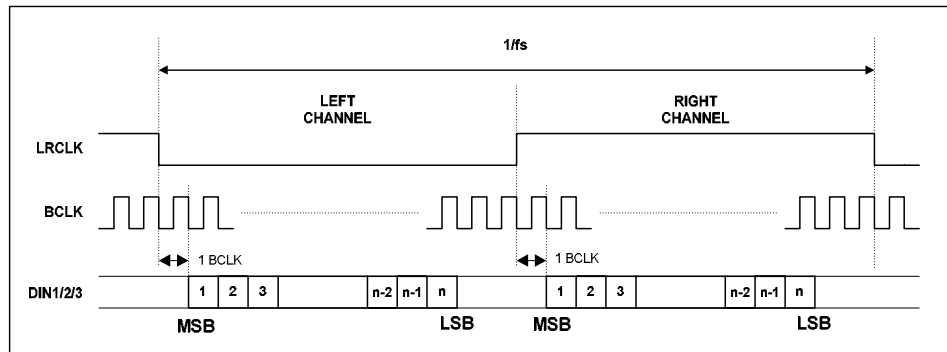 1/fs
LEFT
CHANNEL
RIGHT
CHANNEL
LRCLK
BCLK
1 BCLK
1 BCLK
DIN1/2/3
1 2 3 n-2 n-1 n 1 2 3 n-2 n-1 n
MSB LSB MSB LSB